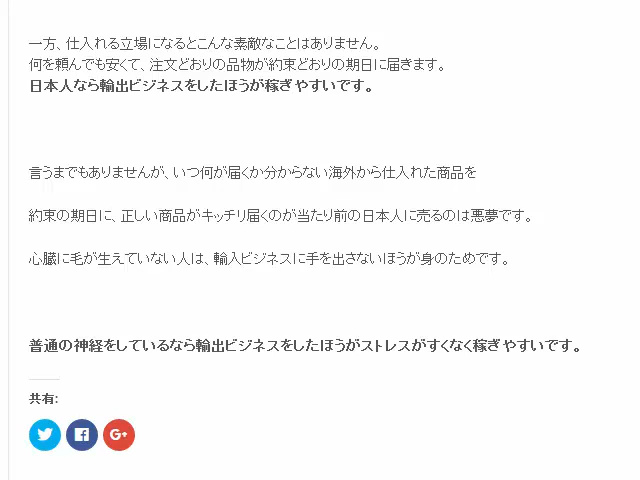 一方、仕入れる立場になるとこんな素敵なことはありません。
何を頼んでも安くて、注文どおりの品物が約束どおりの期日に届きます。
日本人なら輸出ビジネスをしたほうが稼ぎやすいです。
言うまでもありませんが、いつ何が届くか分からない海外から仕入れた商品を
約束の期日に、正しい商品がキッチリ届くのが当たり前の日本人に売るのは悪夢です。
心臓に毛が生えていない人は、輸入ビジネスに手を出さないほうが身のためです。
普通の神経をしているなら輸出ビジネスをしたほうがストレスがすくなく稼ぎやすいです。
共有:
G+